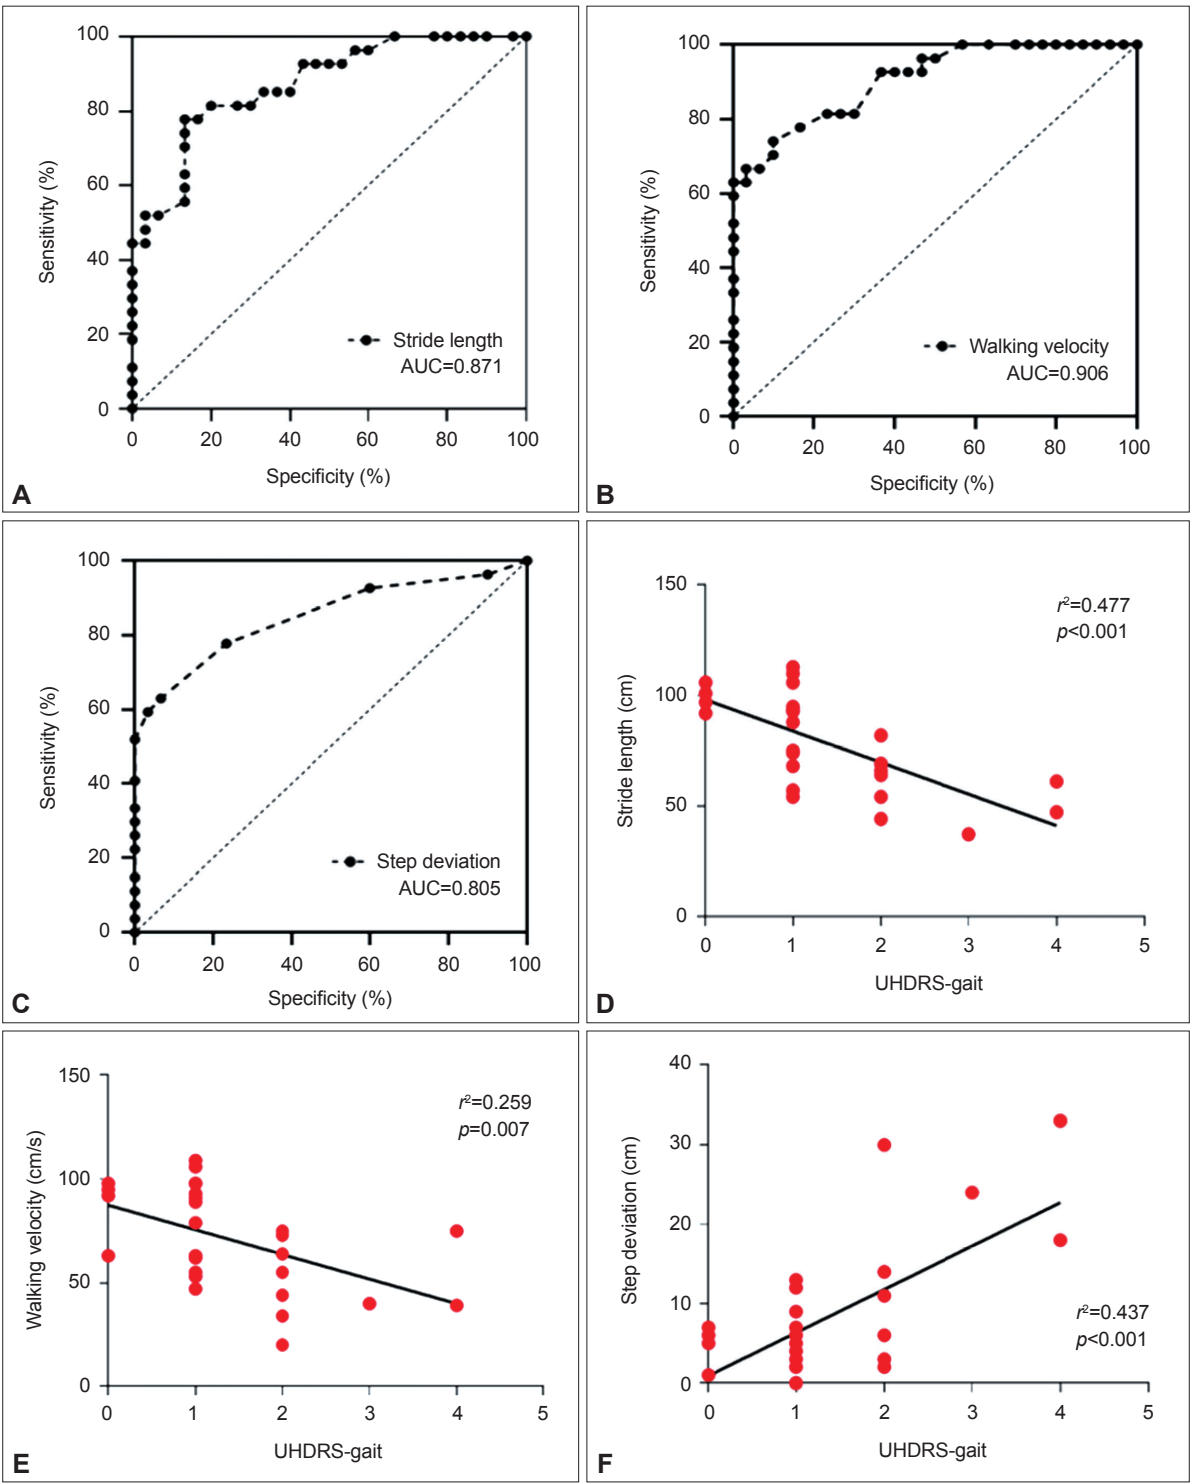 100
80
60
40
20
0
Sensitivity (%)
Stride length
AUC=0.871
0 20 40 60 80 100
Specificity (%)
A
100
80
60
40
20
0
Sensitivity (%)
Walking velocity
AUC=0.906
0 20 40 60 80 100
Specificity (%)
B
100
80
60
40
20
0
Sensitivity (%)
Step deviation
AUC=0.805
0 20 40 60 80 100
Specificity (%)
C
150
100
50
0
Stride length (cm)
r²=0.477
p<0.001
0 1 2 3 4 5
UHDRS-gait
D
150
100
50
0
Walking velocity (cm/s)
r²=0.259
p=0.007
0 1 2 3 4 5
UHDRS-gait
E
40
30
20
10
0
Step deviation (cm)
r²=0.437
p<0.001
0 1 2 3 4 5
UHDRS-gait
F